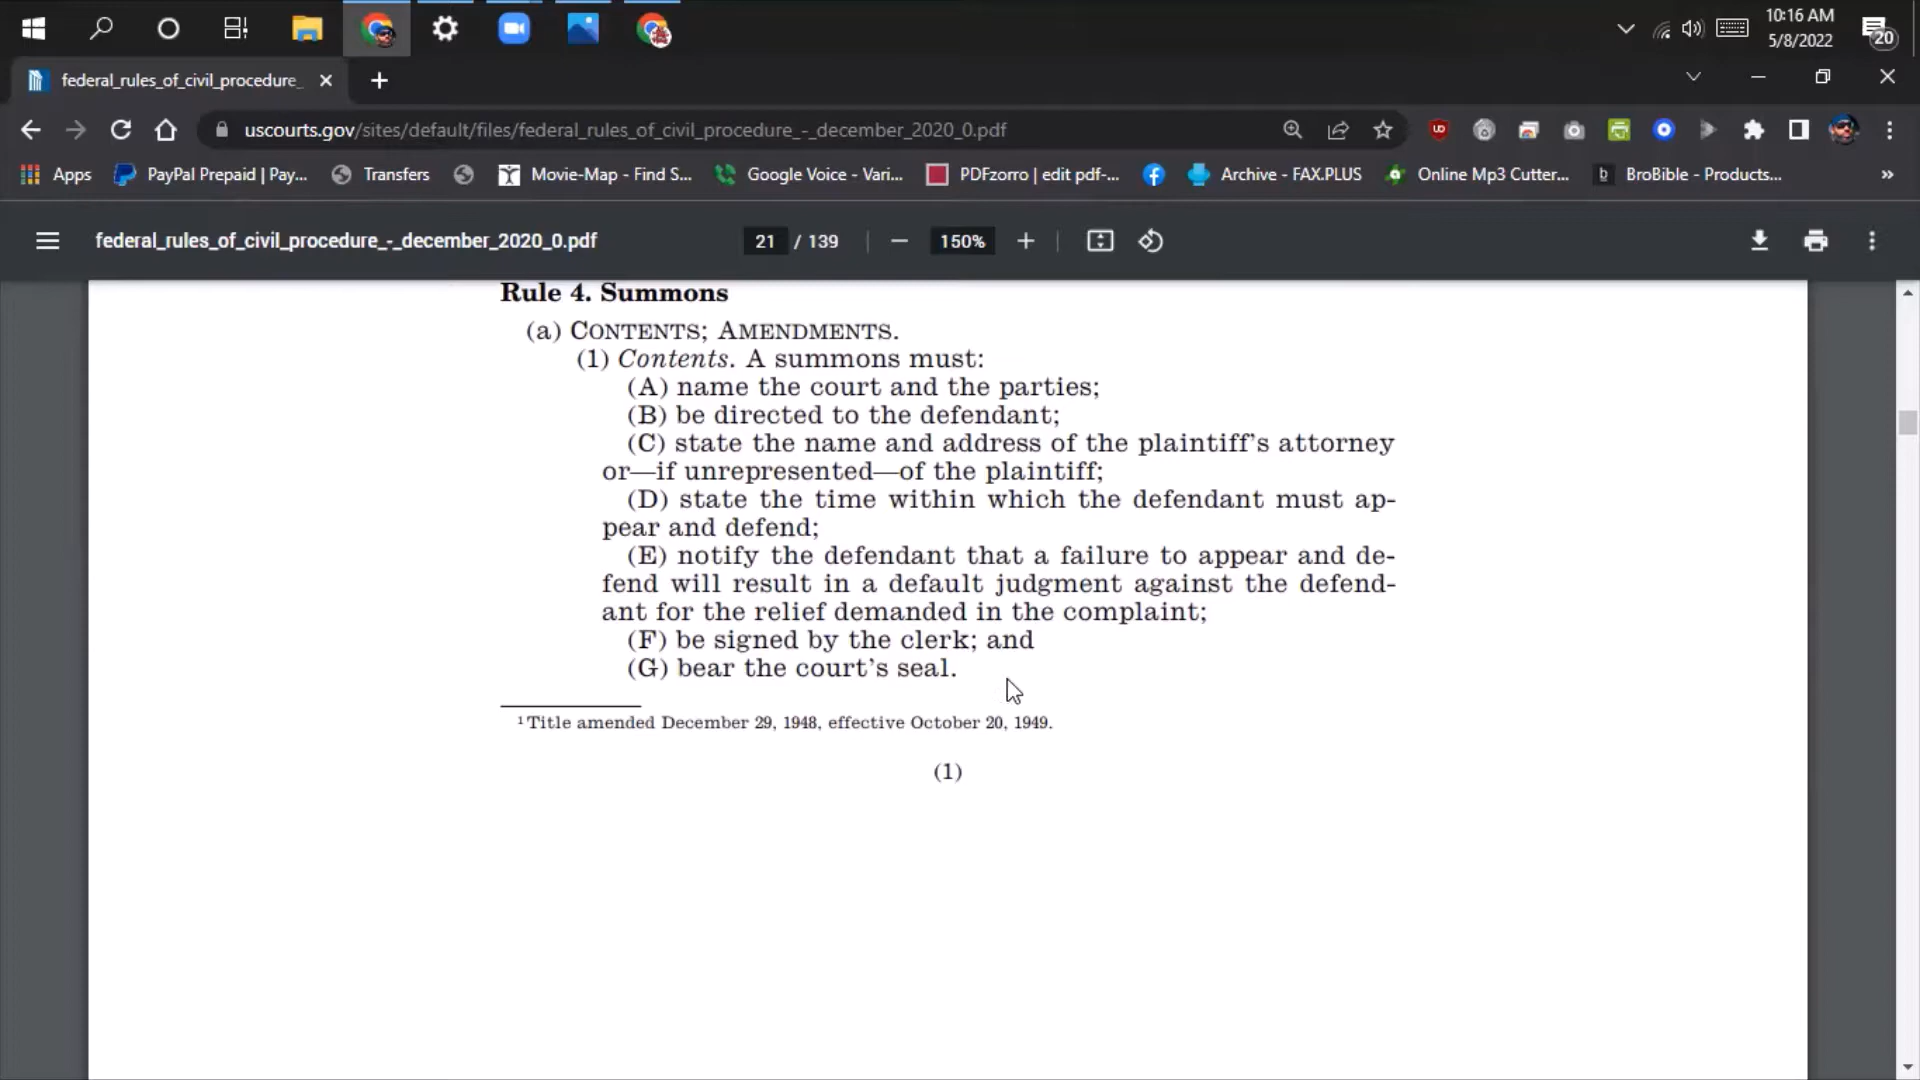 10:16 AM
5/8/2022
20
federal_rules_of_civil_procedure_
uscourts.gov/sites/default/files/federal_rules_of_civil_procedure_-_december_2020_0.pdf
Apps
PayPal Prepaid | Pay...
Transfers
Movie-Map - Find S...
Google Voice - Vari...
PDFzorro | edit pdf-...
Archive - FAX.PLUS
Online Mp3 Cutter...
b
BroBible - Products...
»
federal_rules_of_civil_procedure_-_december_2020_0.pdf
21 / 139
150%
Rule 4. Summons
(a) CONTENTS; AMENDMENTS.
(1) Contents. A summons must:
(A) name the court and the parties;
(B) be directed to the defendant;
(C) state the name and address of the plaintiff's attorney
or—if unrepresented—of the plaintiff;
(D) state the time within which the defendant must ap-
pear and defend;
(E) notify the defendant that a failure to appear and de-
fend will result in a default judgment against the defend-
ant for the relief demanded in the complaint;
(F) be signed by the clerk; and
(G) bear the court's seal.
1 Title amended December 29, 1948, effective October 20, 1949.
(1)